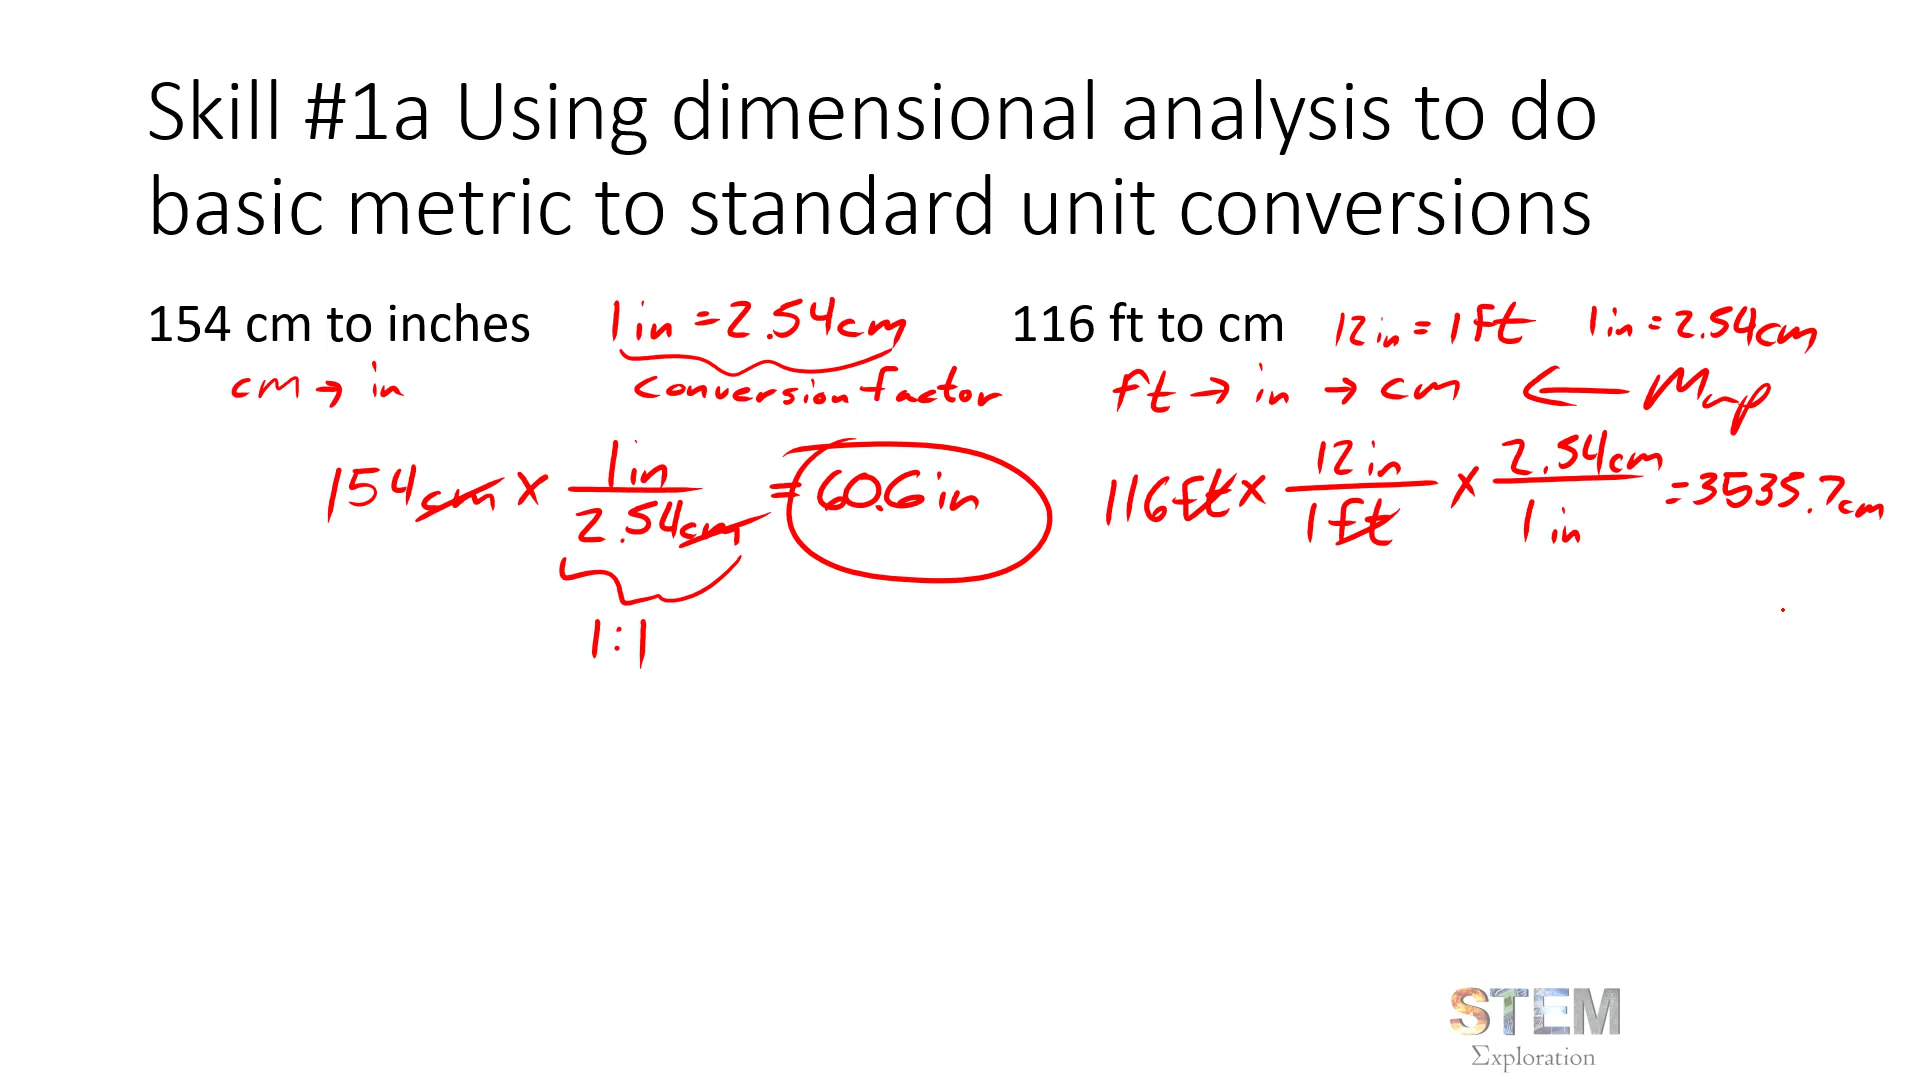 Skill #1a Using dimensional analysis to do
basic metric to standard unit conversions
154 cm to inches 1 in = 2.54 cm
cm → in conversion factor
154 cm x 1 in / 2.54 cm = 60.6 in
1:1
116 ft to cm 12 in = 1 ft 1 in = 2.54 cm
ft → in → cm ← Map
116 ft x 12 in / 1 ft x 2.54 cm / 1 in = 3535.7 cm
STEM
Σxploration